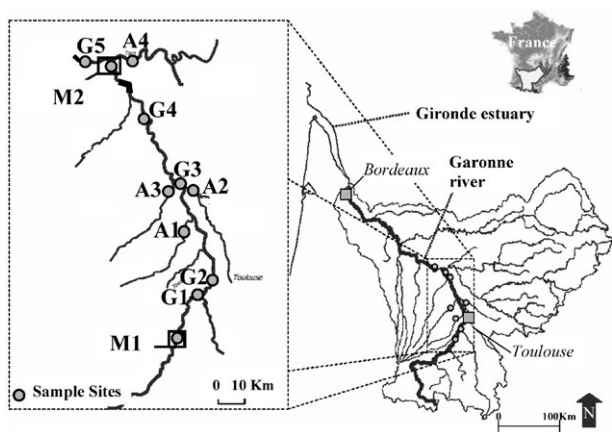 G5
A4
Tarn
M2
G4
G3
A3
A2
A1
G2
Toulouse
G1
M1
Sample Sites
0 10 Km
France
Gironde estuary
Bordeaux
Garonne
river
Toulouse
0 100Km
N